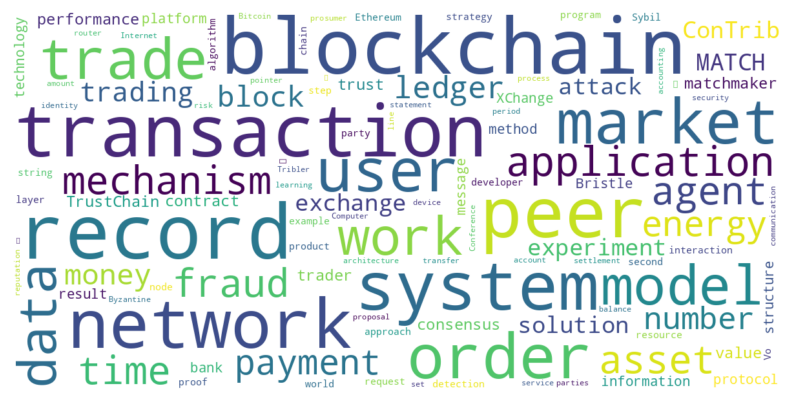 technology
performance
platform
Bitcoin
prosumer
Ethereum
strategy
program
Sybil
ConTrib
router
Internet
algorithm
chain
blockchain
trade
MATCH
amount
pointer
process
accounting
matchmaker
trading
block
step
trust
ledger
attack
identity
risk
statement
XChange
period
security
transaction
party
line
method
market
string
Tribler
user
application
mechanism
learning
device
message
developer
Bristle
agent
communication
layer
TrustChain
contract
exchange
Computer
record
example
work
Conference
peer
energy
product
experiment
interaction
reputation
data
money
fraud
architecture
transfer
account
settlement
second
trader
system
model
structure
result
Byzantine
node
network
proposal
approach
consensus
solution
balance
number
resource
time
bank
payment
order
asset
value
Vo
proof
world
request
set
detection
service
parties
information
protocol